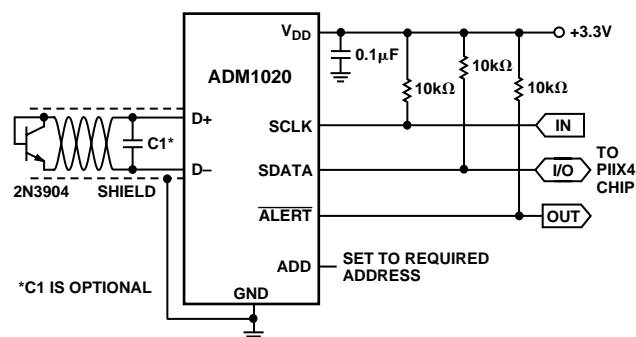 V_DD
+3.3V
0.1μF
ADM1020
10kΩ
10kΩ
10kΩ
D+
C1*
SCLK
IN
D–
SDATA
I/O
TO
PIIX4
CHIP
2N3904
SHIELD
ALERT
OUT
ADD
SET TO REQUIRED
ADDRESS
*C1 IS OPTIONAL
GND